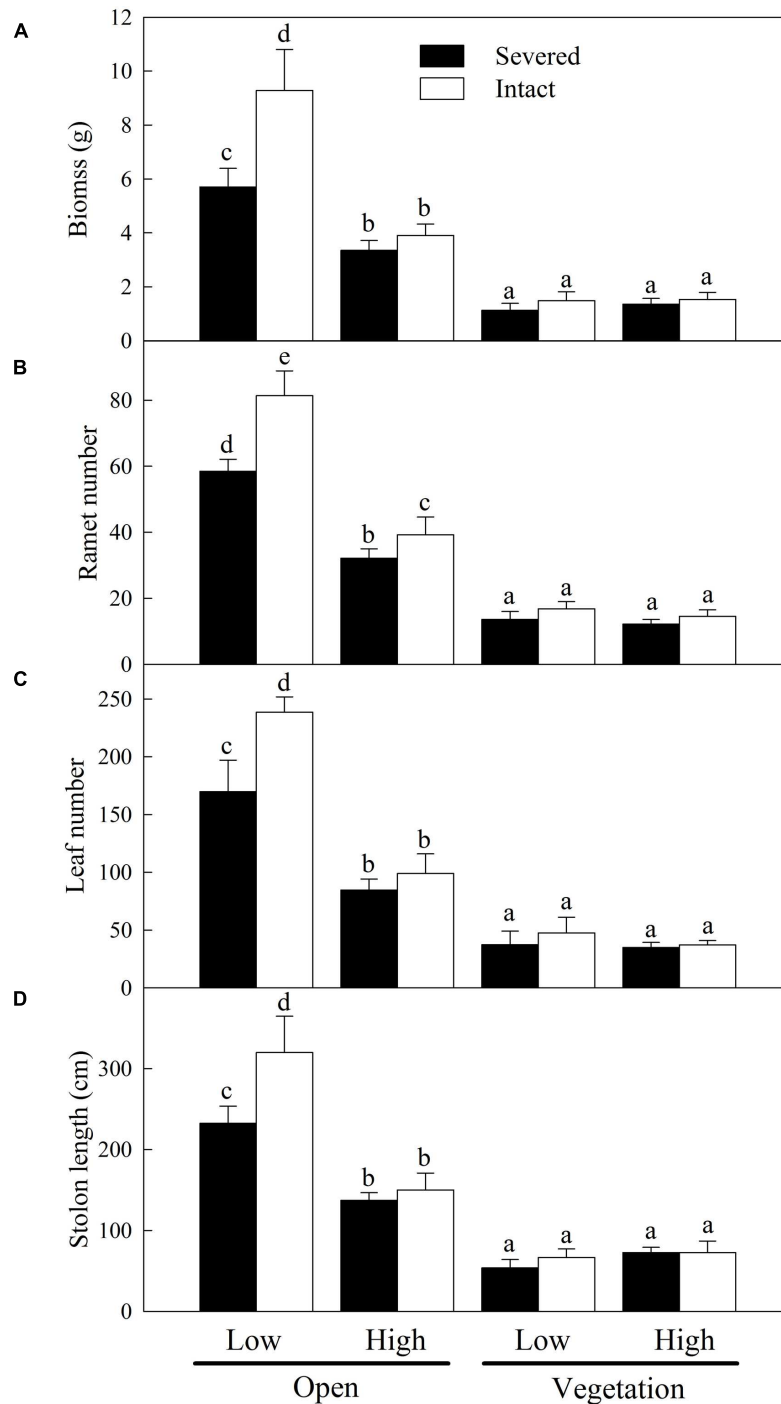 A
12
10
8
6
4
2
0
Biomss (g)
Severed
Intact
c
d
b
b
a
a
a
a
B
80
60
40
20
0
Ramet number
d
e
b
c
a
a
a
a
C
250
200
150
100
50
0
Leaf number
c
d
b
b
a
a
a
a
D
300
200
100
0
Stolon length (cm)
c
d
b
b
a
a
a
a
Low High Low High
Open Vegetation